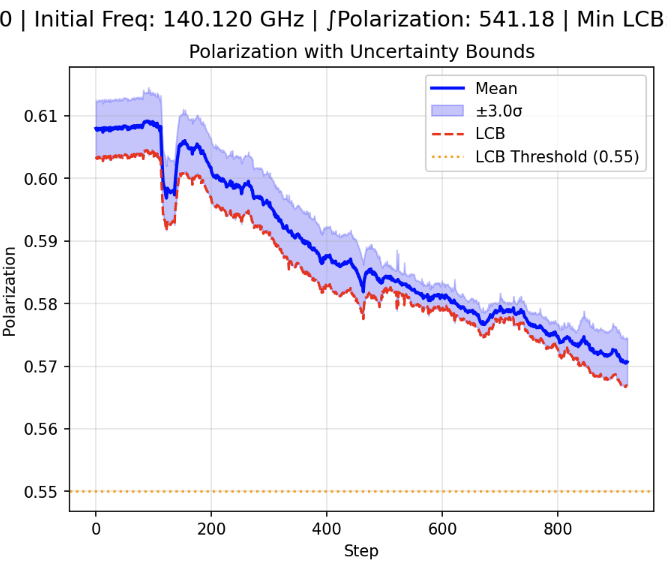 0 | Initial Freq: 140.120 GHz | ∫Polarization: 541.18 | Min LCB
Polarization with Uncertainty Bounds
Mean
±3.0σ
LCB
LCB Threshold (0.55)
0.61
0.60
0.59
0.58
0.57
0.56
0.55
Polarization
0
200
400
600
800
Step